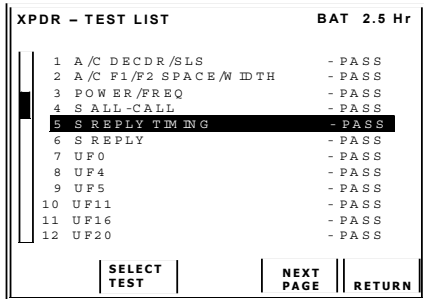 XPDR – TEST LIST BAT 2.5 Hr
1 A/C DECDR/SLS - PASS
2 A/C F1/F2 SPACE/WIDTH - PASS
3 POWER/FREQ - PASS
4 S ALL-CALL - PASS
5 S REPLY TIMING - PASS
6 S REPLY - PASS
7 UF0 - PASS
8 UF4 - PASS
9 UF5 - PASS
10 UF11 - PASS
11 UF16 - PASS
12 UF20 - PASS
SELECT TEST NEXT PAGE RETURN